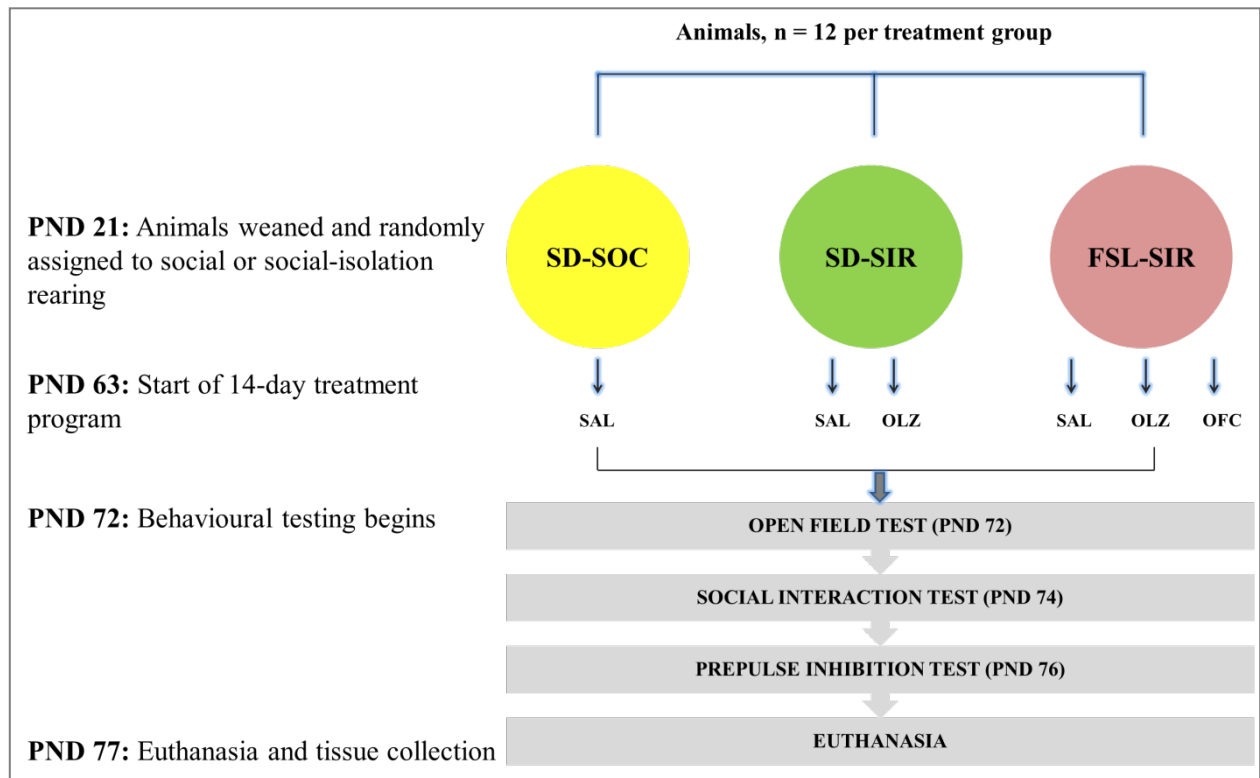 Animals, n = 12 per treatment group
PND 21: Animals weaned and randomly
assigned to social or social-isolation
rearing
SD-SOC
SD-SIR
FSL-SIR
PND 63: Start of 14-day treatment
program
SAL
SAL
OLZ
SAL
OLZ
OFC
PND 72: Behavioural testing begins
OPEN FIELD TEST (PND 72)
SOCIAL INTERACTION TEST (PND 74)
PREPULSE INHIBITION TEST (PND 76)
PND 77: Euthanasia and tissue collection
EUTHANASIA